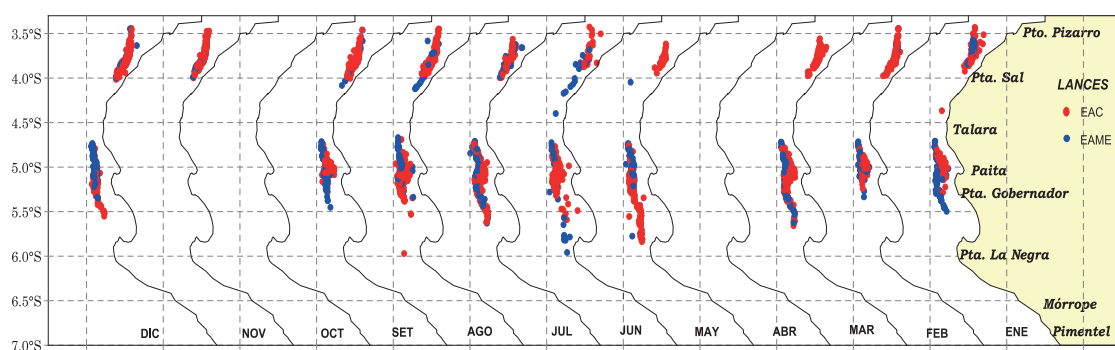 3.5°S
4.0°S
4.5°S
5.0°S
5.5°S
6.0°S
6.5°S
7.0°S
Pto. Pizarro
Pta. Sal
LANCES
EAC
EAME
Talara
Paita
Pta. Gobernador
Pta. La Negra
Mórrope
Pimentel
DIC NOV OCT SET AGO JUL JUN MAY ABR MAR FEB ENE